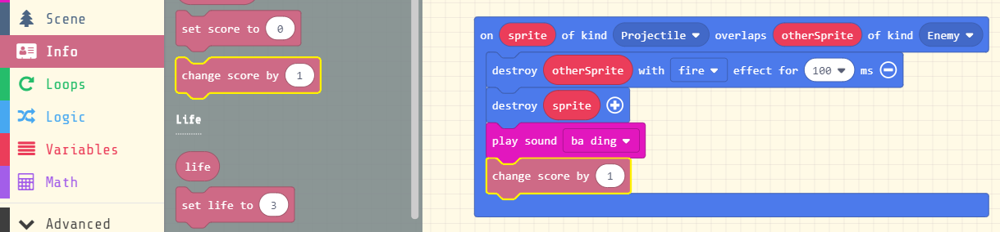 Scene
Info
Loops
Logic
Variables
Math
Advanced
set score to 0
change score by 1
Life
life
set life to 3
on sprite of kind Projectile overlaps otherSprite of kind Enemy
destroy otherSprite with fire effect for 100 ms
destroy sprite
play sound ba ding
change score by 1